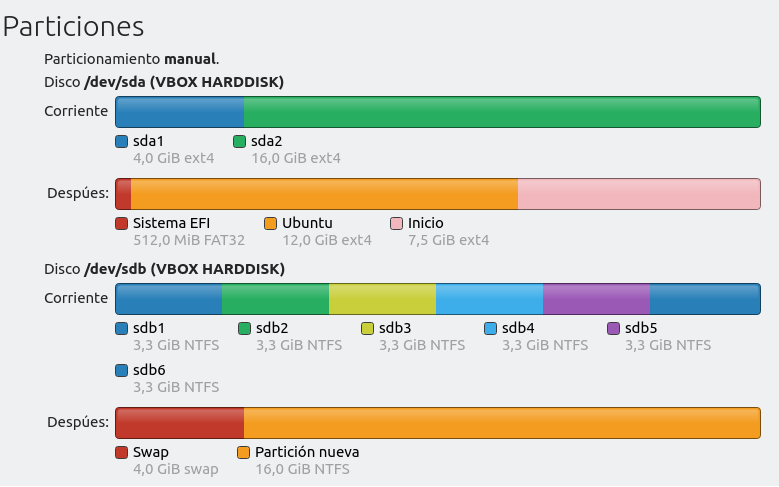 Particiones
Particionamiento manual.
Disco /dev/sda (VBOX HARDDISK)
Corriente
sda1 sda2
4,0 GiB ext4 16,0 GiB ext4
Despúes:
Sistema EFI Ubuntu Inicio
512,0 MiB FAT32 12,0 GiB ext4 7,5 GiB ext4
Disco /dev/sdb (VBOX HARDDISK)
Corriente
sdb1 sdb2 sdb3 sdb4 sdb5
3,3 GiB NTFS 3,3 GiB NTFS 3,3 GiB NTFS 3,3 GiB NTFS 3,3 GiB NTFS
sdb6
3,3 GiB NTFS
Despúes:
Swap Partición nueva
4,0 GiB swap 16,0 GiB NTFS